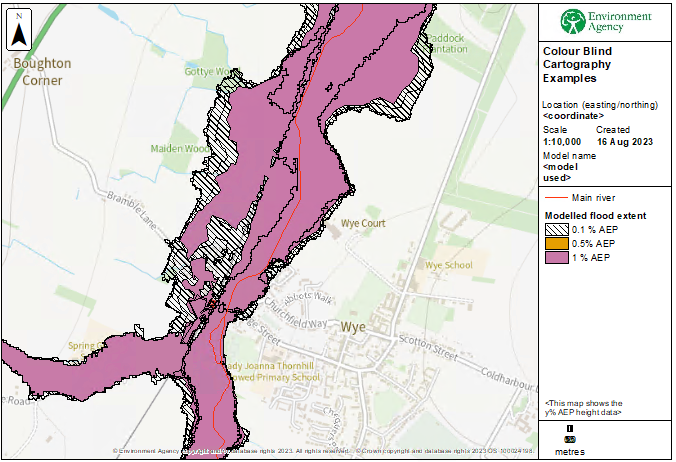 N
Boughton
Corner
Gottye Wood
Paddock
Plantation
Maiden Wood
Bramble Lane
Wye Court
Wye School
Abbots Walk
Churchfield Way
Wye
Scotton Street
Coldharbour L
Spring
Lady Joanna Thornhill
owed Primary School
e Road
© Environment Agency copyright and/or database rights 2023. All rights reserved. © Crown copyright and database rights 2023 OS 100024198.
Environment
Agency
Colour Blind
Cartography
Examples
Location (easting/northing)
<coordinate>
Scale Created
1:10,000 16 Aug 2023
Model name
<model
used>
Main river
Modelled flood extent
0.1 % AEP
0.5% AEP
1 % AEP
<This map shows the
y% AEP height data>
metres